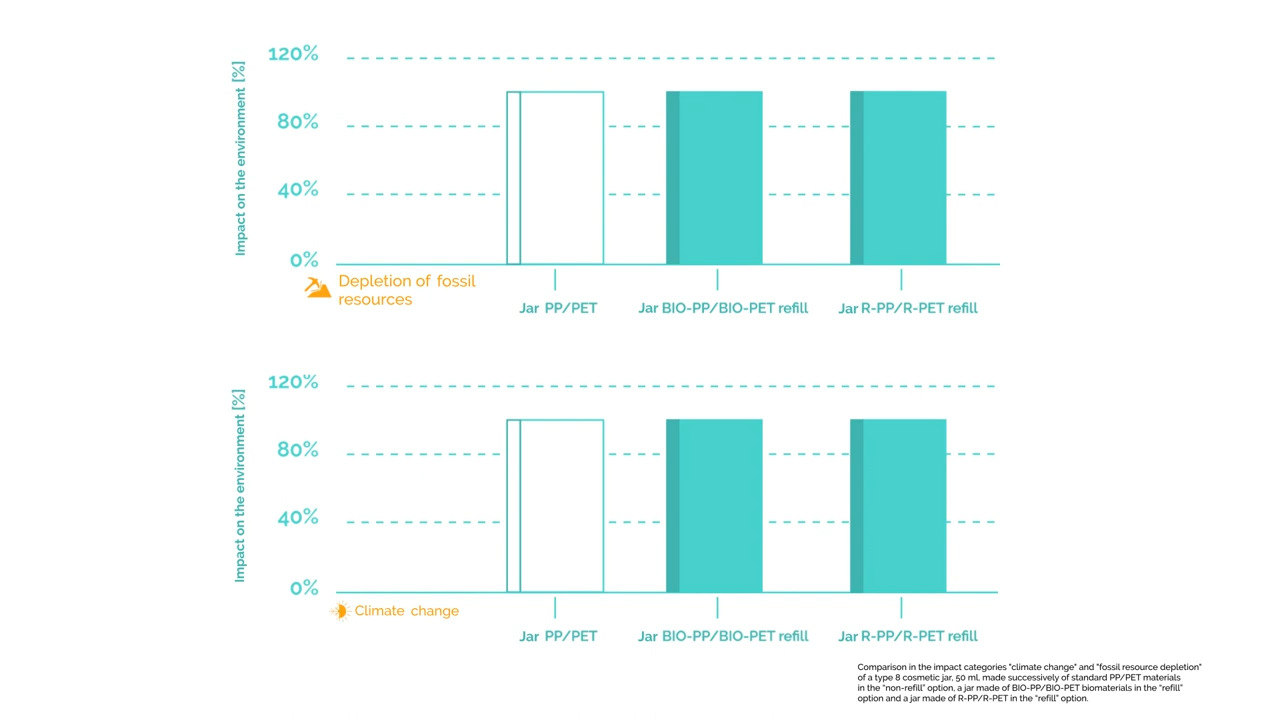 Impact on the environment [%]
120%
80%
40%
0%
Depletion of fossil
resources
Jar PP/PET
Jar BIO-PP/BIO-PET refill
Jar R-PP/R-PET refill
Impact on the environment [%]
120%
80%
40%
0%
Climate change
Jar PP/PET
Jar BIO-PP/BIO-PET refill
Jar R-PP/R-PET refill
Comparison in the impact categories "climate change" and "fossil resource depletion"
of a type 8 cosmetic jar, 50 ml, made successively of standard PP/PET materials
in the "non-refill" option, a jar made of BIO-PP/BIO-PET biomaterials in the "refill"
option and a jar made of R-PP/R-PET in the "refill" option.